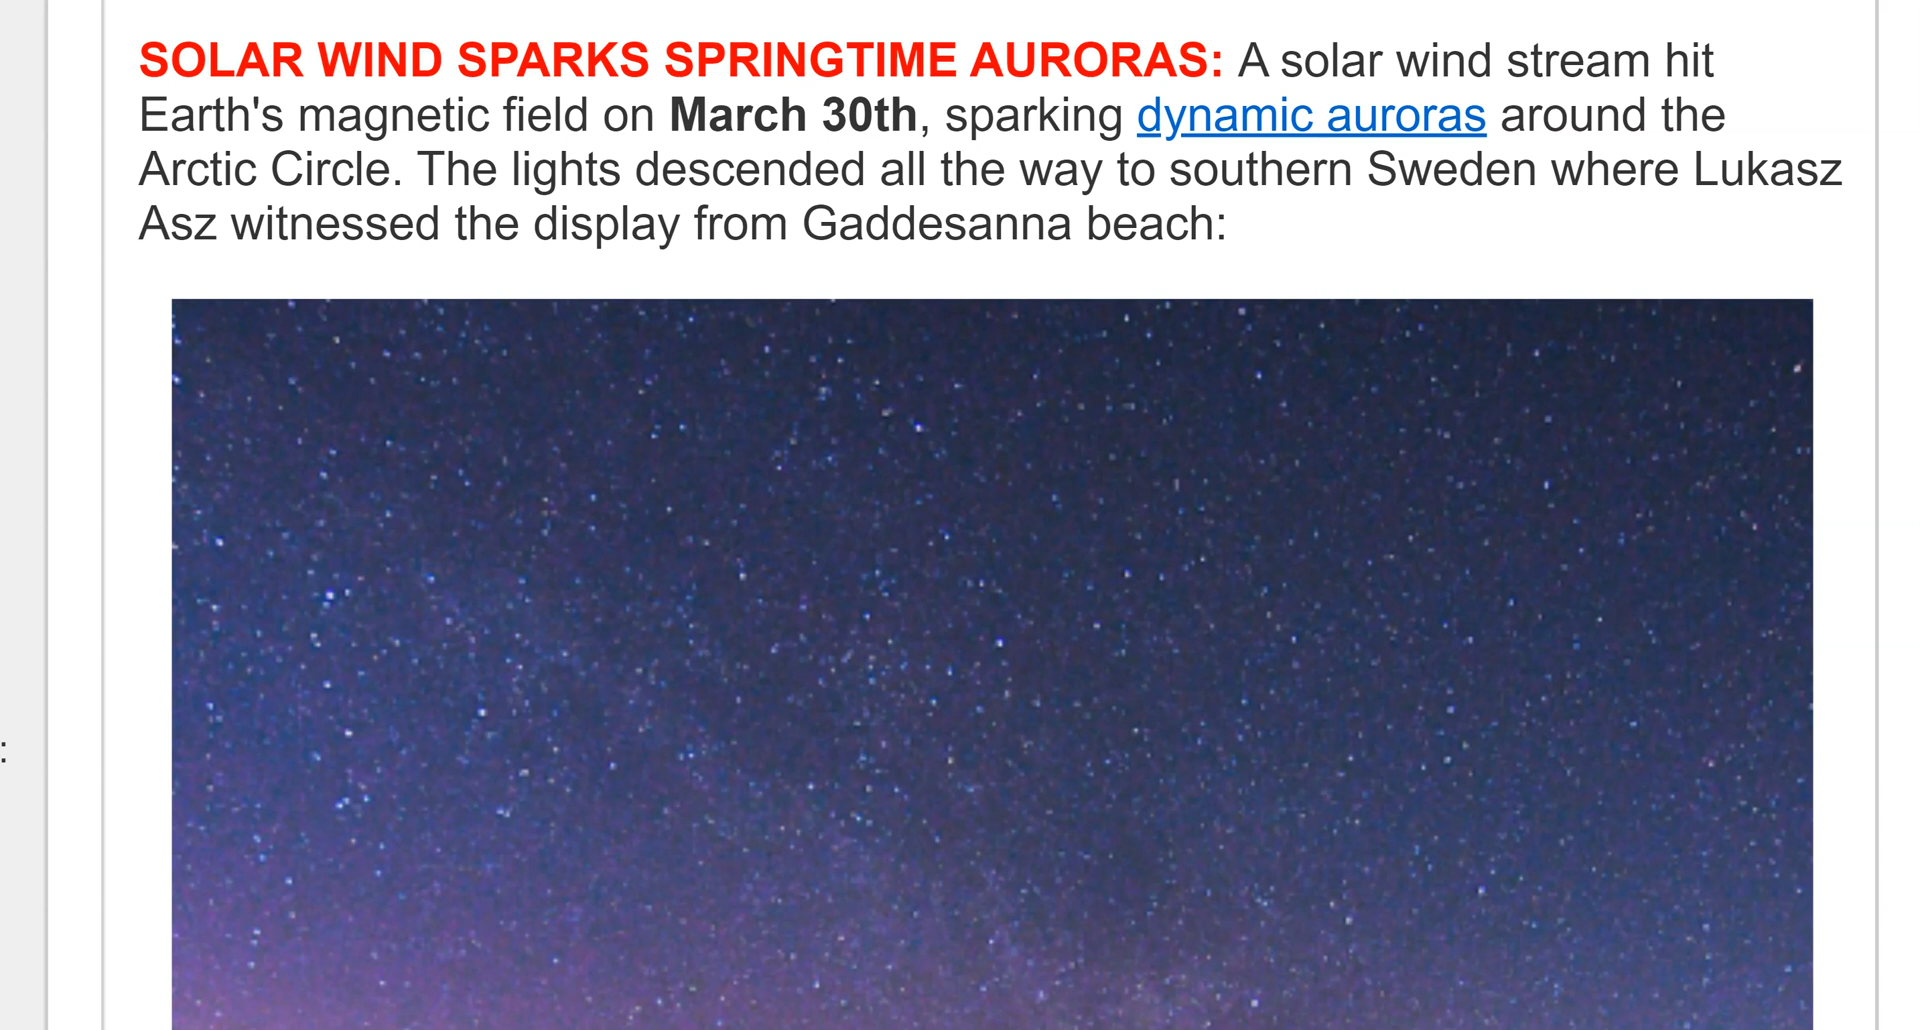 SOLAR WIND SPARKS SPRINGTIME AURORAS: A solar wind stream hit
Earth's magnetic field on March 30th, sparking dynamic auroras around the
Arctic Circle. The lights descended all the way to southern Sweden where Lukasz
Asz witnessed the display from Gaddesanna beach:
: